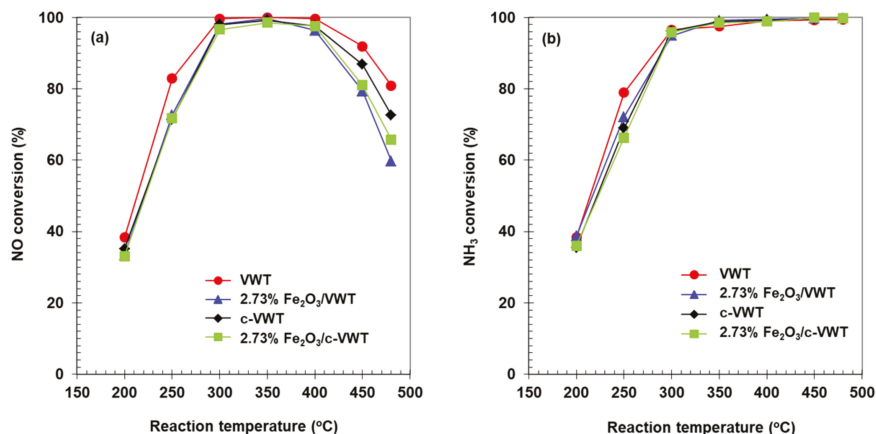 (a)
NO conversion (%)
100
80
60
40
20
0
VWT
2.73% Fe₂O₃/VWT
c-VWT
2.73% Fe₂O₃/c-VWT
150 200 250 300 350 400 450 500
Reaction temperature (°C)
(b)
NH₃ conversion (%)
100
80
60
40
20
0
VWT
2.73% Fe₂O₃/VWT
c-VWT
2.73% Fe₂O₃/c-VWT
150 200 250 300 350 400 450 500
Reaction temperature (°C)